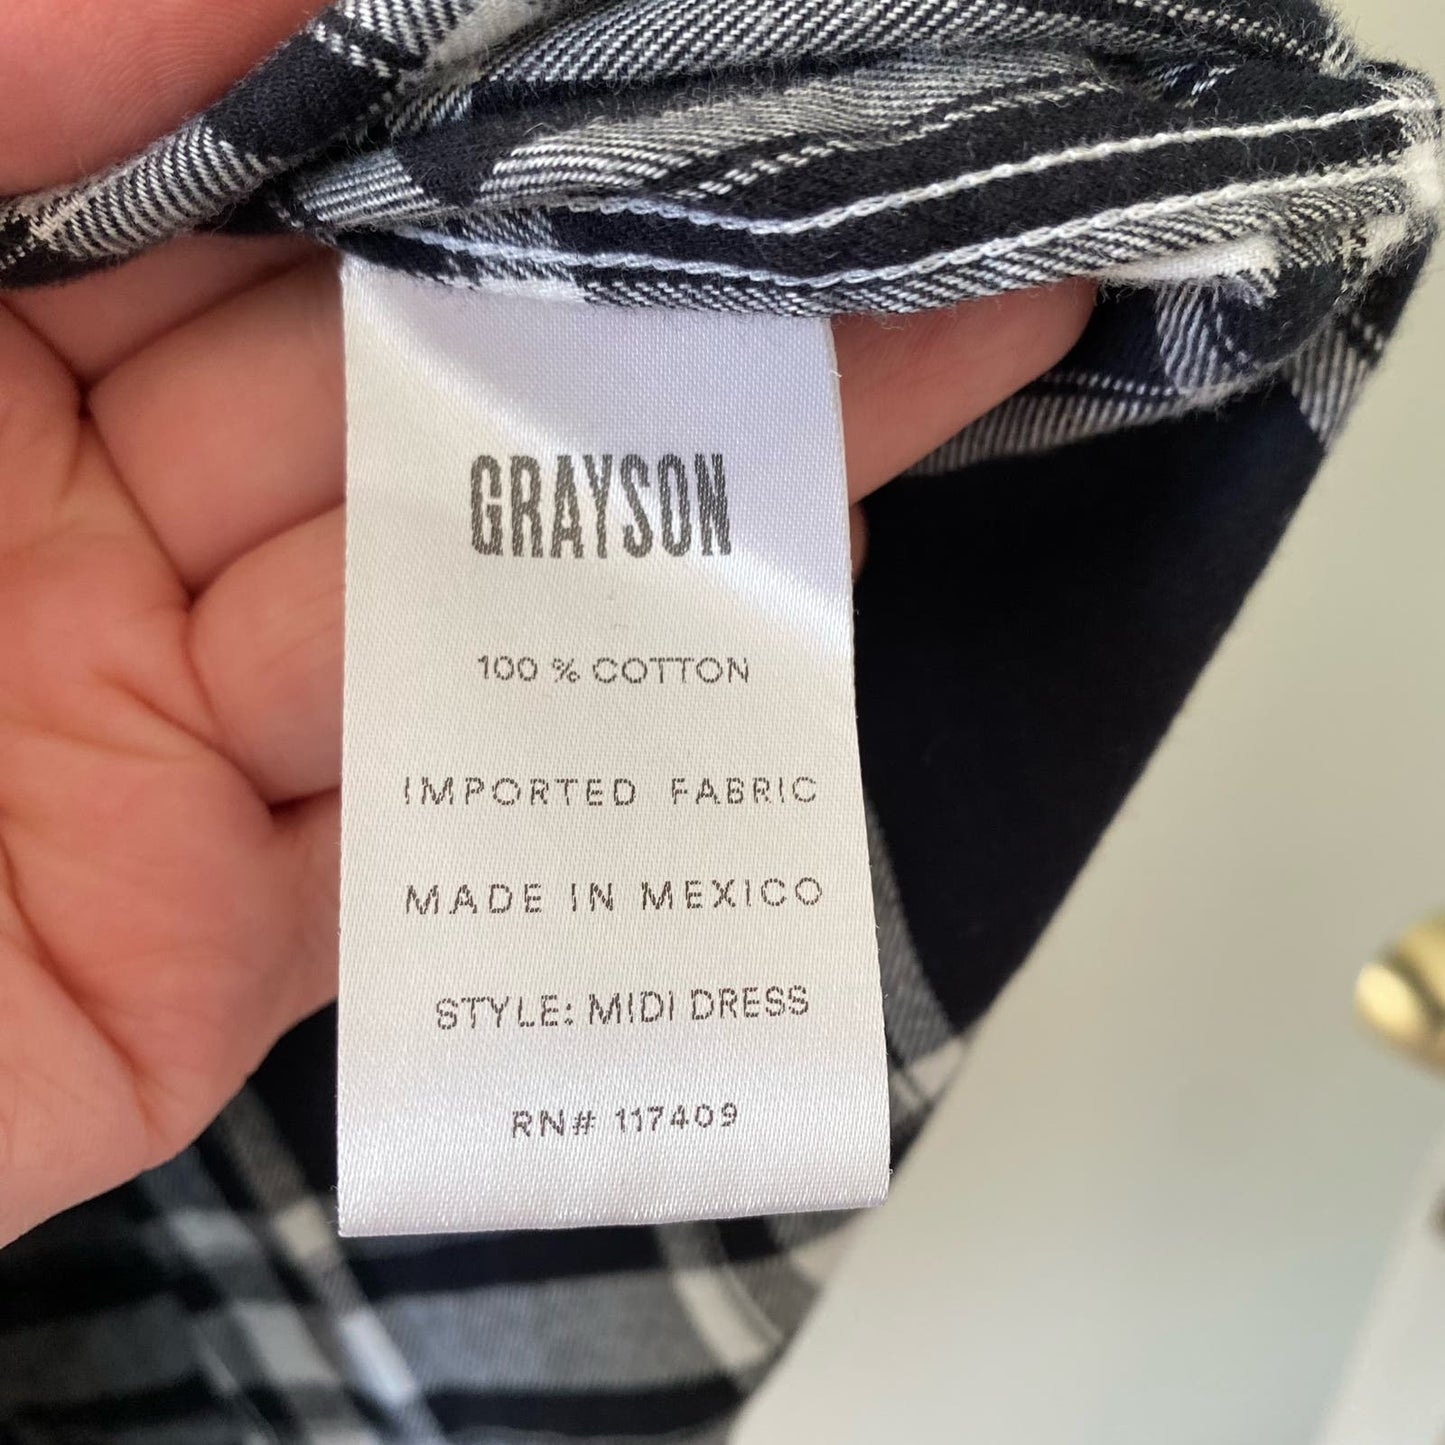 GRAYSON
100 % COTTON
IMPORTED FABRIC
MADE IN MEXICO
STYLE: MIDI DRESS
RN# 117409